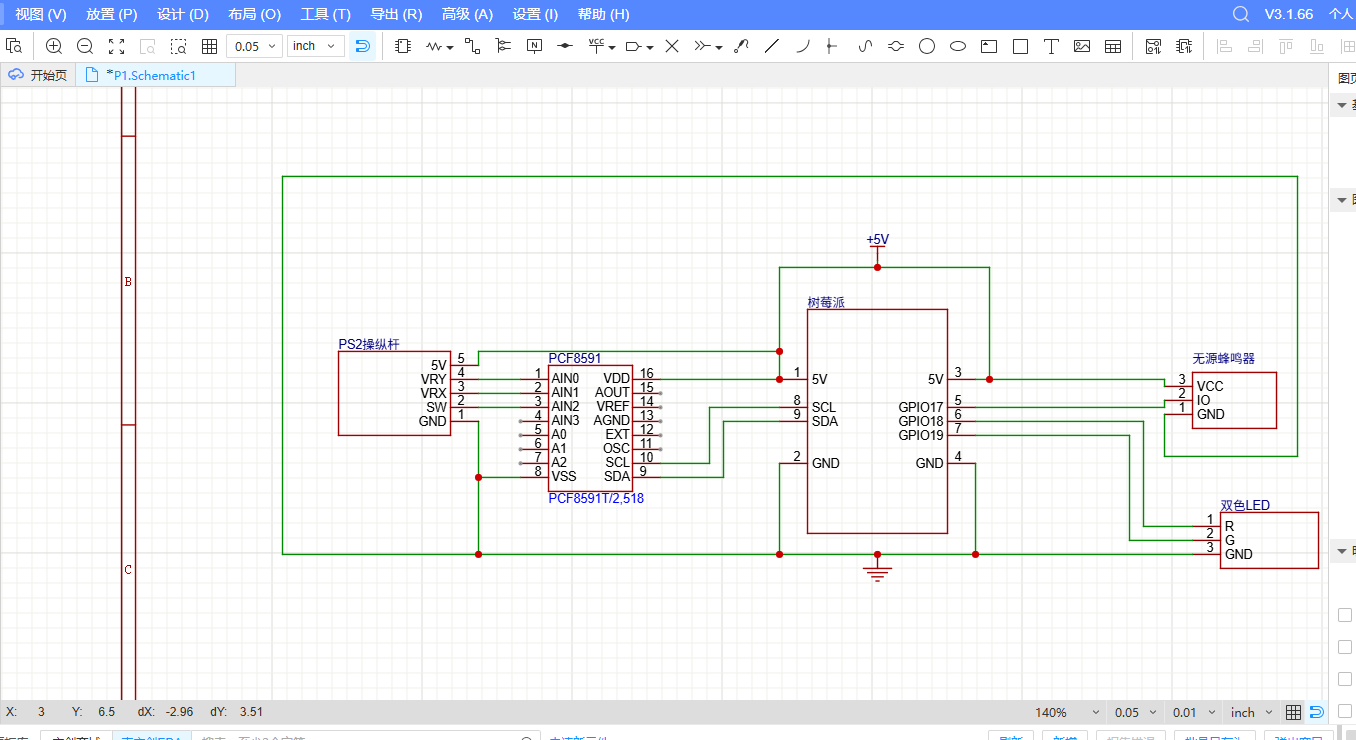 视图 (V) 放置 (P) 设计 (D) 布局 (O) 工具 (T) 导出 (R) 高级 (A) 设置 (I) 帮助 (H) V3.1.66 个人
0.05 inch N VCC T
开始页 *P1.Schematic1
B
C
+5V
树莓派
1 5V
8 SCL
9 SDA
2 GND
5V 3
GPIO17 5
GPIO18 6
GPIO19 7
GND 4
PS2操纵杆
5V 5
VRY 4
VRX 3
SW 2
GND 1
PCF8591
1 AIN0 VDD 16
2 AIN1 AOUT 15
3 AIN2 VREF 14
4 AIN3 AGND 13
5 A0 EXT 12
6 A1 OSC 11
7 A2 SCL 10
8 VSS SDA 9
PCF8591T/2,518
无源蜂鸣器
3 VCC
2 IO
1 GND
双色LED
1 R
2 G
3 GND
X: 3 Y: 6.5 dX: -2.96 dY: 3.51 140% 0.05 0.01 inch